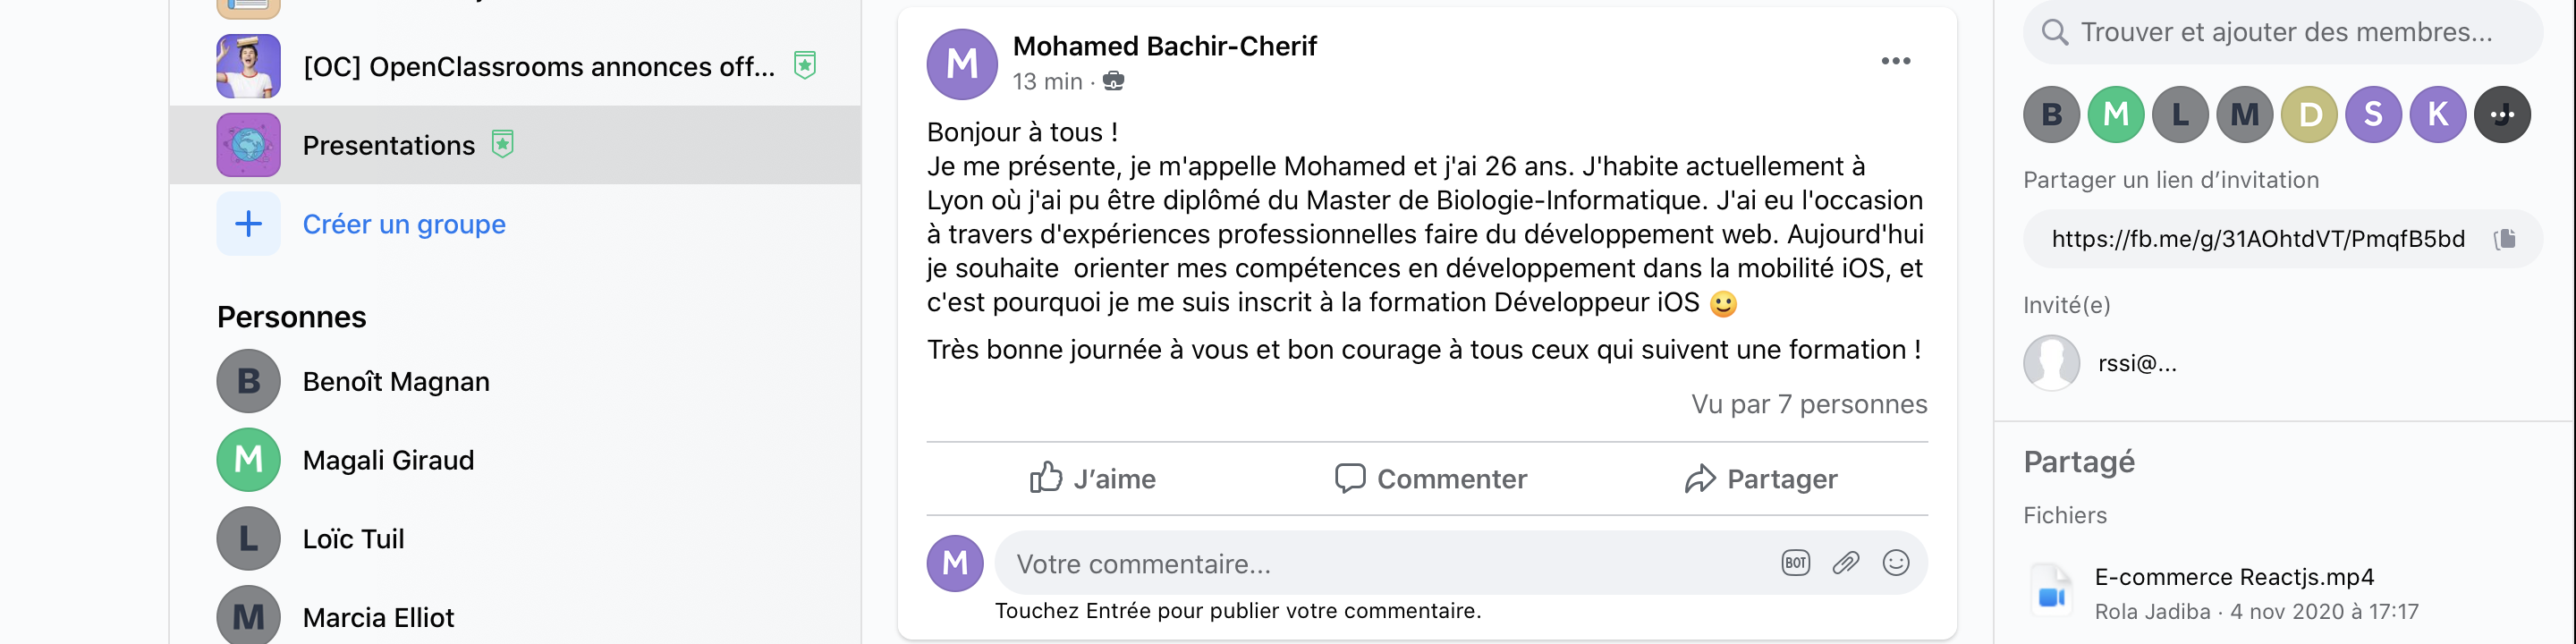 [OC] OpenClassrooms annonces off...
Presentations
Créer un groupe
Personnes
B
Benoît Magnan
M
Magali Giraud
L
Loïc Tuil
M
Marcia Elliot
M
Mohamed Bachir-Cherif
13 min ·
Bonjour à tous !
Je me présente, je m'appelle Mohamed et j'ai 26 ans. J'habite actuellement à
Lyon où j'ai pu être diplômé du Master de Biologie-Informatique. J'ai eu l'occasion
à travers d'expériences professionnelles faire du développement web. Aujourd'hui
je souhaite  orienter mes compétences en développement dans la mobilité iOS, et
c'est pourquoi je me suis inscrit à la formation Développeur iOS 🙂
Très bonne journée à vous et bon courage à tous ceux qui suivent une formation !
Vu par 7 personnes
J’aime
Commenter
Partager
M
Votre commentaire...
BOT
Touchez Entrée pour publier votre commentaire.
Trouver et ajouter des membres...
B M L M D S K J
Partager un lien d’invitation
https://fb.me/g/31AOhtdVT/PmqfB5bd
Invité(e)
rssi@...
Partagé
Fichiers
E-commerce Reactjs.mp4
Rola Jadiba · 4 nov 2020 à 17:17